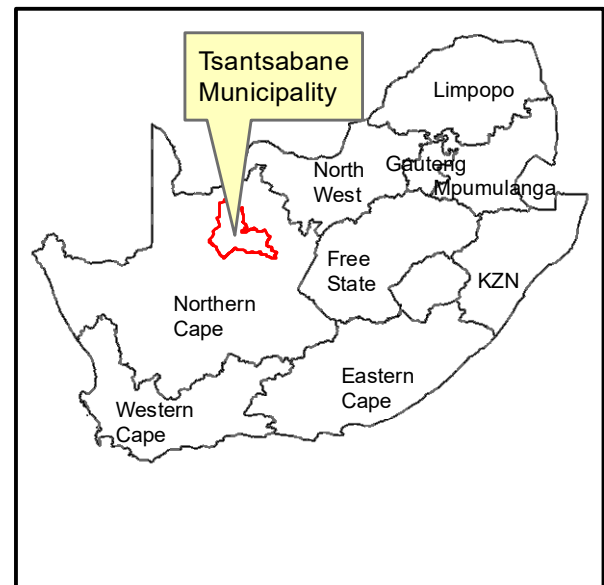 Tsantsabane
Municipality
Limpopo
North
West
Gauteng
Mpumulanga
Free
State
KZN
Northern
Cape
Eastern
Cape
Western
Cape